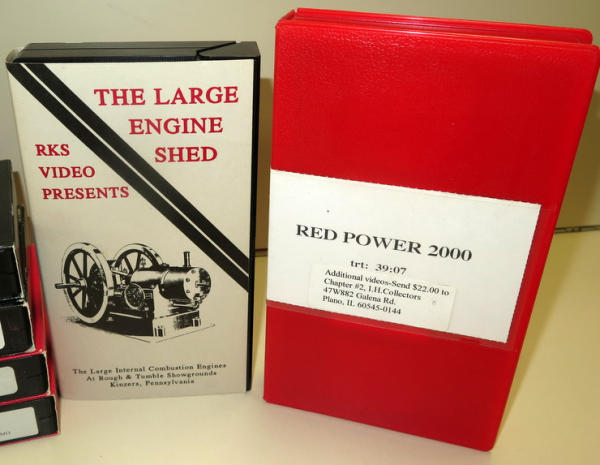 THE LARGE
ENGINE
SHED
RKS
VIDEO
PRESENTS
The Large Internal Combustion Engines
At Rough & Tumble Showgrounds
Kinzers, Pennsylvania
RED POWER 2000
trt: 39:07
Additional videos-Send $22.00 to
Chapter #2, I.H.Collectors
47W882 Galena Rd.
Plano, IL 60545-0144